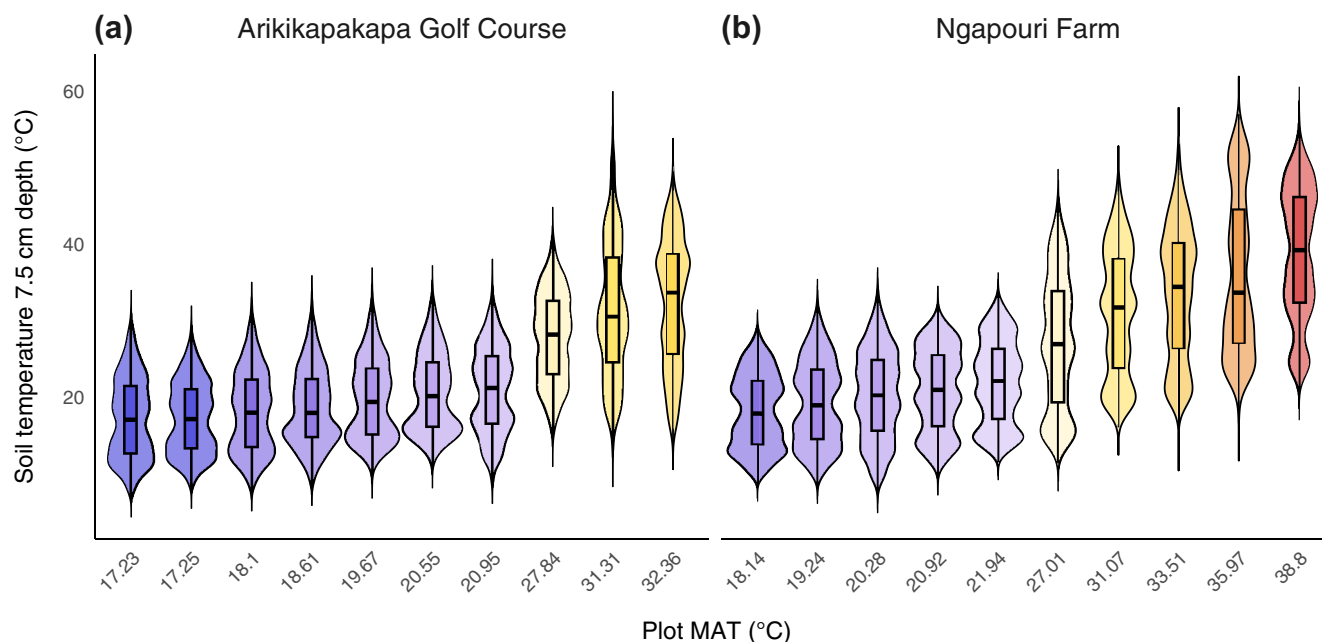 (a) Arikikapakapa Golf Course (b) Ngapouri Farm
Soil temperature 7.5 cm depth (°C)
60
40
20
17.23 17.25 18.1 18.61 19.67 20.55 20.95 27.84 31.31 32.36 18.14 19.24 20.28 20.92 21.94 27.01 31.07 33.51 35.97 38.8
Plot MAT (°C)